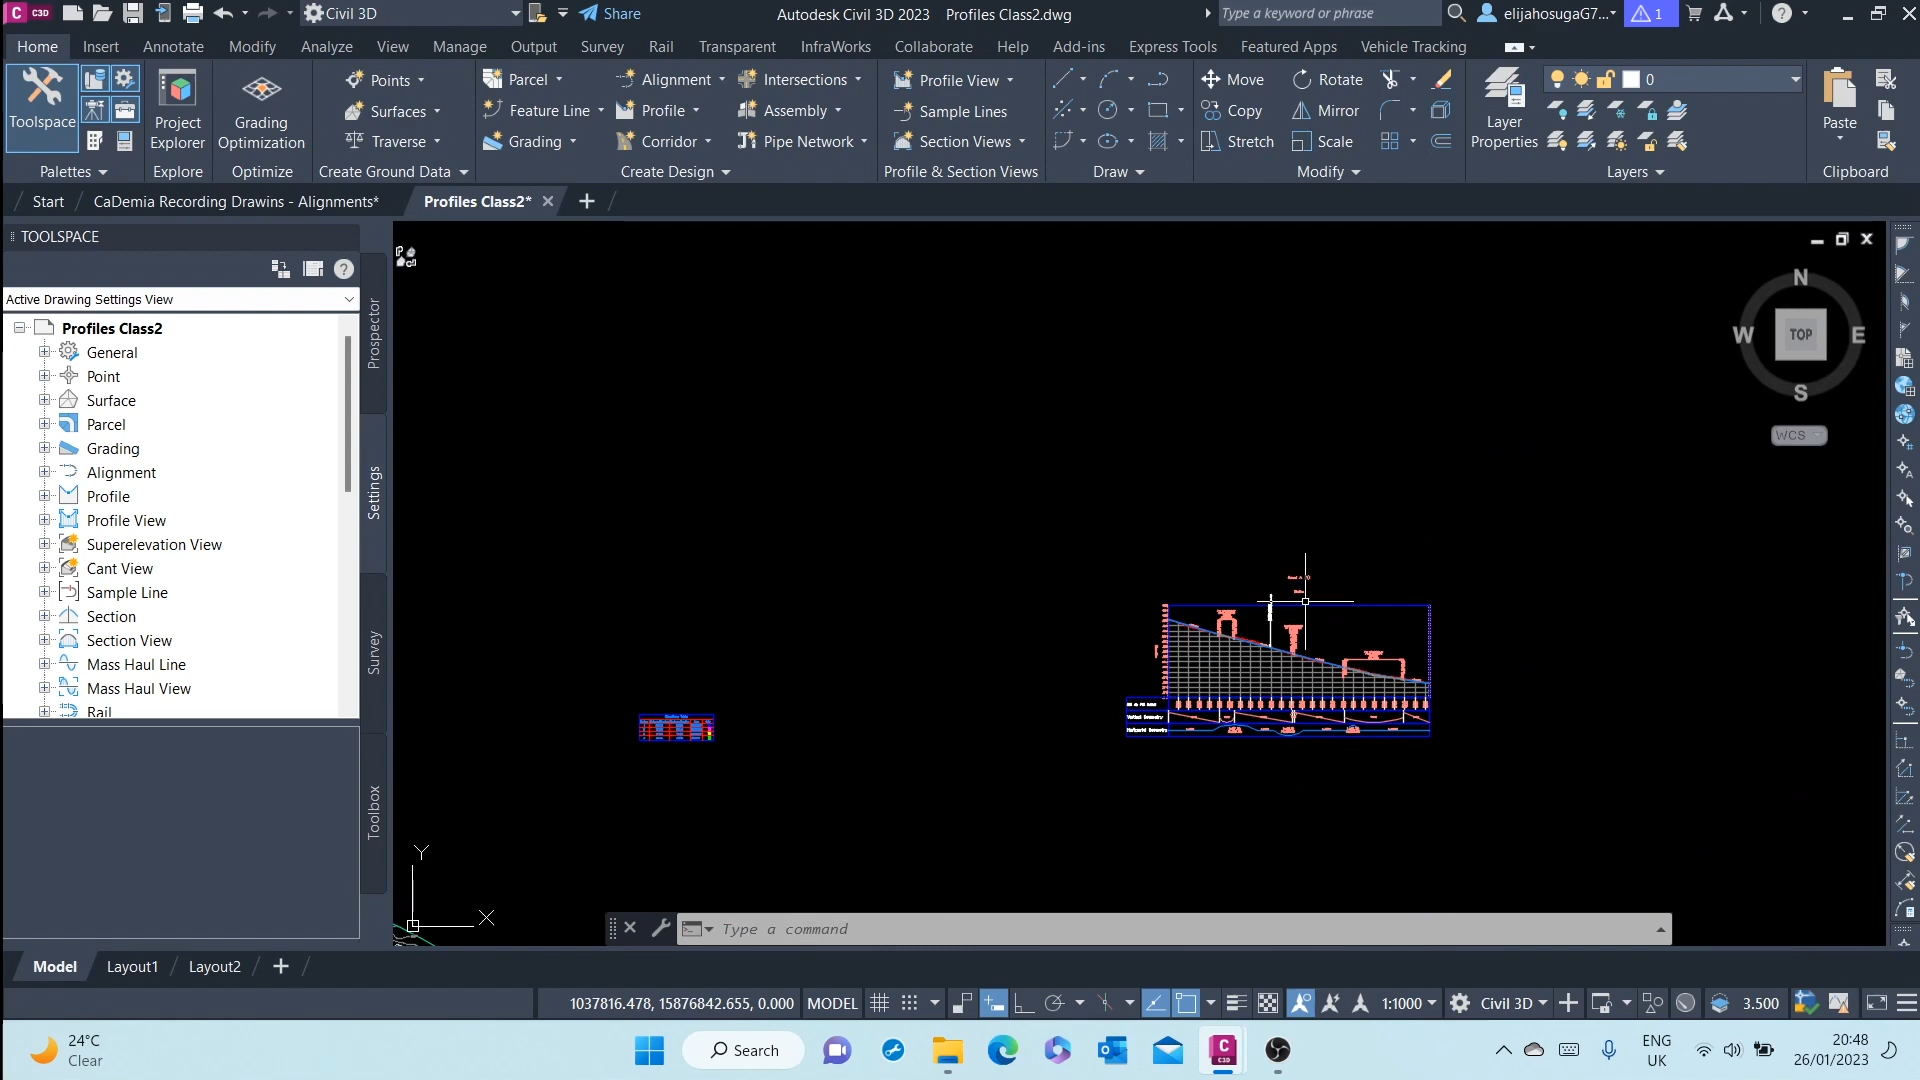 C3D
Civil 3D
Share
Autodesk Civil 3D 2023 Profiles Class2.dwg
Type a keyword or phrase
elijahosugaG7...
1
Home Insert Annotate Modify Analyze View Manage Output Survey Rail Transparent InfraWorks Collaborate Help Add-ins Express Tools Featured Apps Vehicle Tracking
Toolspace
Palettes
Project
Explorer
Explore
Grading
Optimization
Optimize
Points
Surfaces
Traverse
Create Ground Data
Parcel
Feature Line
Grading
Alignment
Profile
Corridor
Intersections
Assembly
Pipe Network
Create Design
Profile View
Sample Lines
Section Views
Profile & Section Views
Draw
Move
Copy
Stretch
Rotate
Mirror
Scale
Modify
Layer
Properties
0
Layers
Paste
Clipboard
Start
CaDemia Recording Drawins - Alignments*
Profiles Class2*
TOOLSPACE
Active Drawing Settings View
Profiles Class2
General
Point
Surface
Parcel
Grading
Alignment
Profile
Profile View
Superelevation View
Cant View
Sample Line
Section
Section View
Mass Haul Line
Mass Haul View
Rail
Prospector
Settings
Survey
Toolbox
N
W
TOP
E
S
WCS
Vertical Geometry
Horizontal Geometry
Y
X
Type a command
Model
Layout1
Layout2
1037816.478, 15876842.655, 0.000
MODEL
1:1000
Civil 3D
3.500
24°C
Clear
Search
C3D
ENG
UK
20:48
26/01/2023